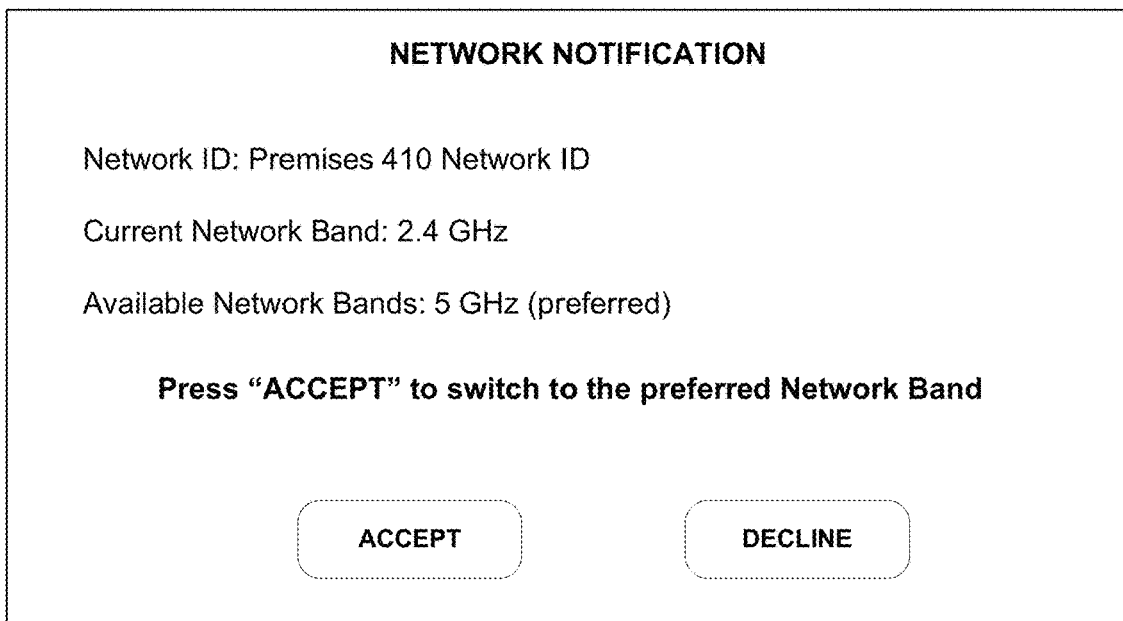 NETWORK NOTIFICATION
Network ID: Premises 410 Network ID
Current Network Band: 2.4 GHz
Available Network Bands: 5 GHz (preferred)
Press “ACCEPT” to switch to the preferred Network Band
ACCEPT
DECLINE